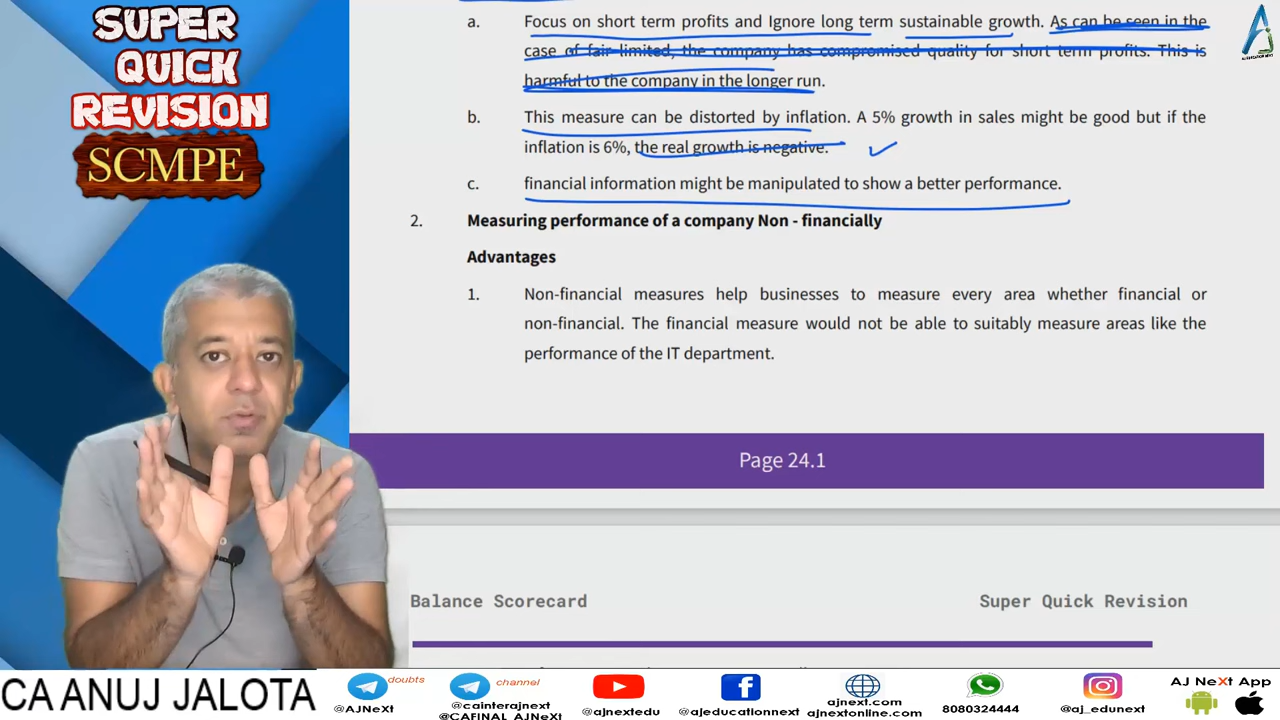 SUPER
QUICK
REVISION
SCMPE
a. Focus on short term profits and Ignore long term sustainable growth. As can be seen in the
case of fair limited, the company has compromised quality for short term profits. This is
harmful to the company in the longer run.
b. This measure can be distorted by inflation. A 5% growth in sales might be good but if the
inflation is 6%, the real growth is negative.
c. financial information might be manipulated to show a better performance.
2. Measuring performance of a company Non - financially
Advantages
1. Non-financial measures help businesses to measure every area whether financial or
non-financial. The financial measure would not be able to suitably measure areas like the
performance of the IT department.
Page 24.1
Balance Scorecard Super Quick Revision
CA ANUJ JALOTA
doubts
@AJNeXt
channel
@cainterajnext
@CAFINAL_AJNeXt
@ajnextedu
@ajeducationnext
ajnext.com
ajnextonline.com
8080324444
@aj_edunext
AJ NeXt App